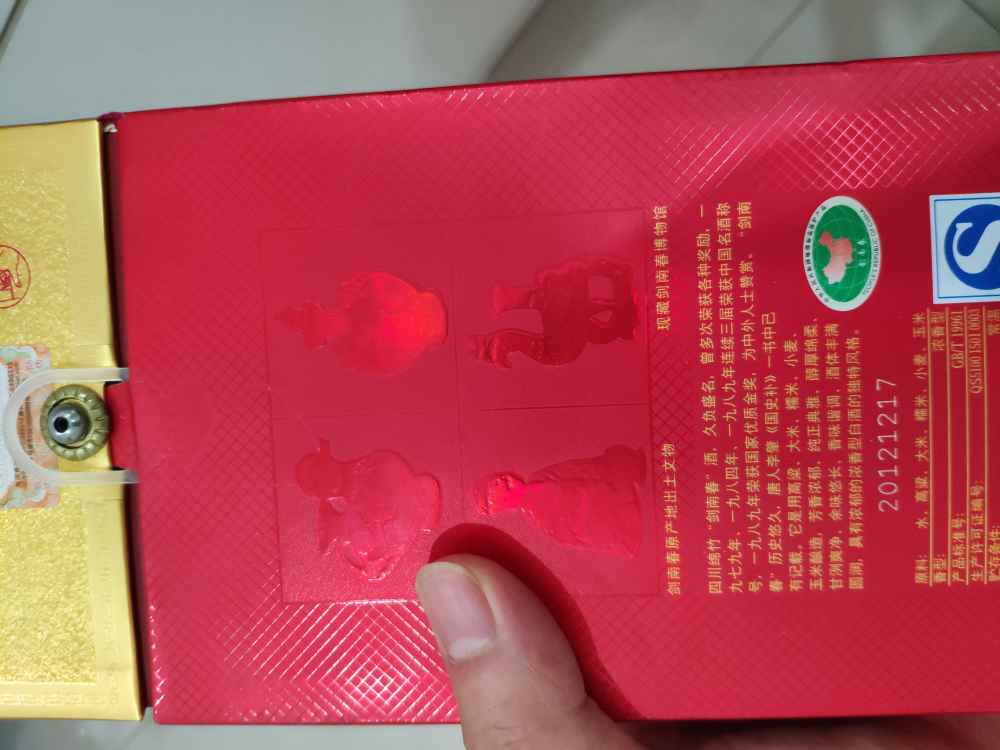 剑南春原产地出土文物
现藏剑南春博物馆
四川绵竹“剑南春”酒，久负盛名，曾多次荣获各种奖励，一
九七九年、一九八四年、一九八九年连续三届荣获中国名酒称
号，一九八九年荣获国家优质金奖，为中外人士赞赏。“剑南
春”历史悠久，唐人李肇《国史补》一书中已
有记载，它是用高粱、大米、糯米、小麦、
玉米酿造，芳香浓郁，纯正典雅，醇厚绵柔，
甘洌爽净，余味悠长，香味谐调，酒体丰满
圆润，具有浓郁的浓香型白酒的独特风格。
20121217
原料：水，高粱，大米，糯米，小麦，玉米
香型：浓香型
产品标准号：
生产许可证编号：QS5100 1501 0003
贮存条件：常温